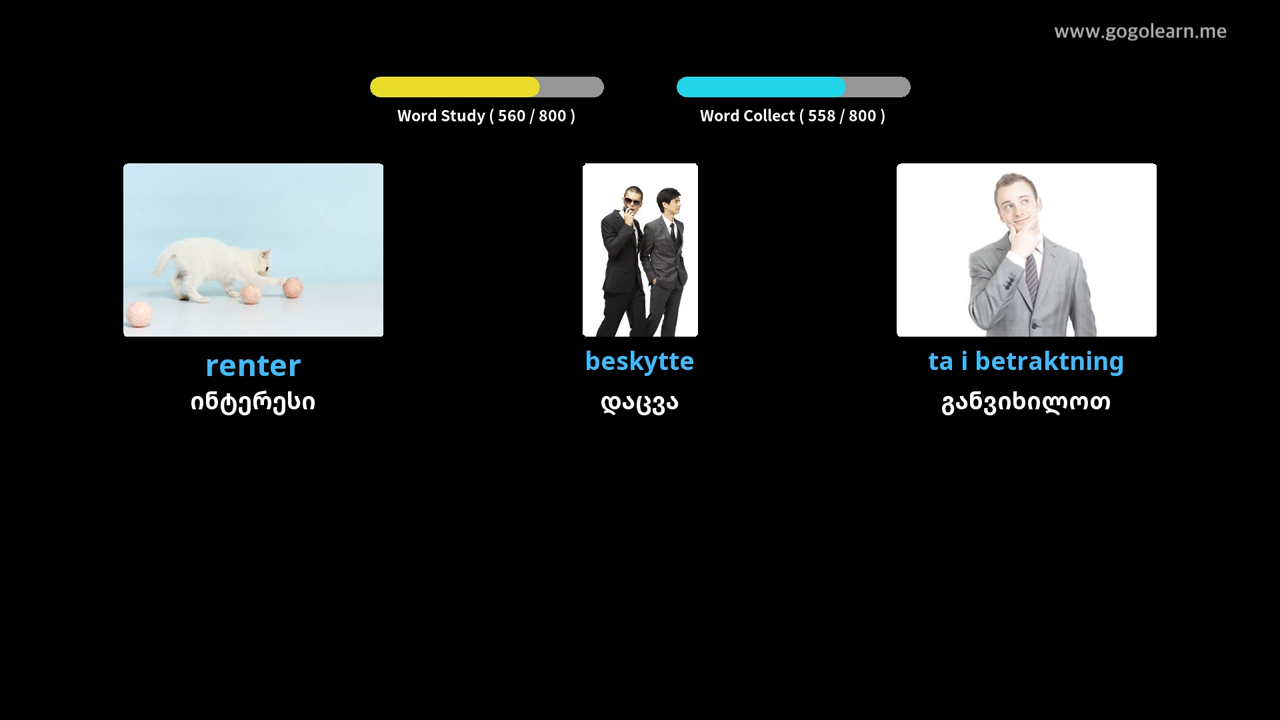 www.gogolearn.me
Word Study ( 560 / 800 )
Word Collect ( 558 / 800 )
renter
ინტერესი
beskytte
დაცვა
ta i betraktning
განვიხილოთ